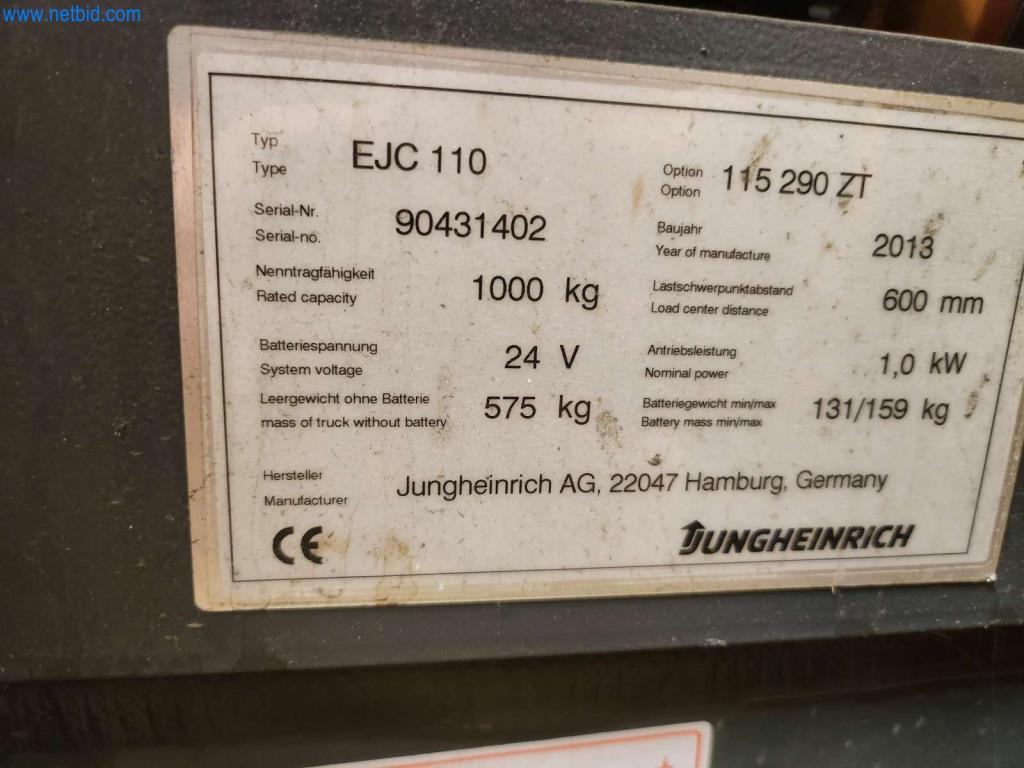 www.netbid.com
Typ
Type
EJC 110
Option
Option
115 290 ZT
Serial-Nr.
Serial-no.
90431402
Baujahr
Year of manufacture
2013
Nenntragfähigkeit
Rated capacity
1000 kg
Lastschwerpunktabstand
Load center distance
600 mm
Batteriespannung
System voltage
24 V
Antriebsleistung
Nominal power
1,0 kW
Leergewicht ohne Batterie
mass of truck without battery
575 kg
Batteriegewicht min/max
Battery mass min/max
131/159 kg
Hersteller
Manufacturer
Jungheinrich AG, 22047 Hamburg, Germany
CE
JUNGHEINRICH